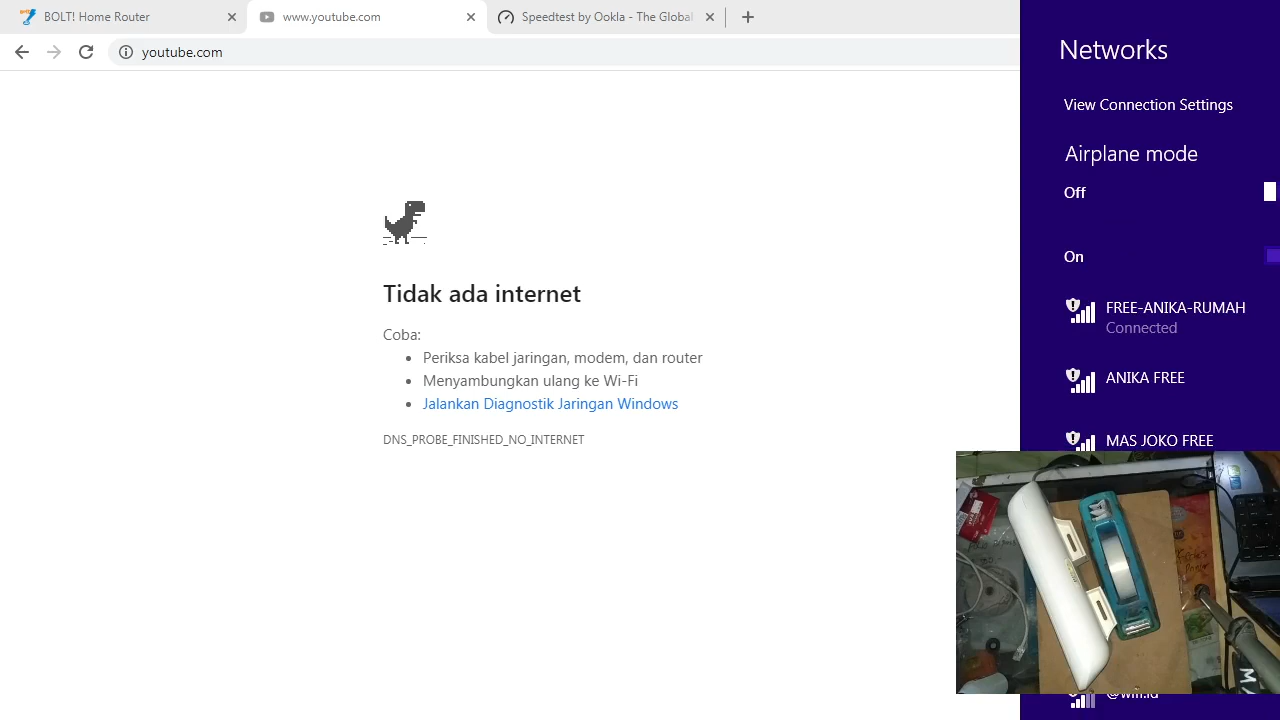 BOLT! Home Router
www.youtube.com
Speedtest by Ookla - The Global
youtube.com
Tidak ada internet
Coba:
Periksa kabel jaringan, modem, dan router
Menyambungkan ulang ke Wi-Fi
Jalankan Diagnostik Jaringan Windows
DNS_PROBE_FINISHED_NO_INTERNET
Networks
View Connection Settings
Airplane mode
Off
On
FREE-ANIKA-RUMAH
Connected
ANIKA FREE
MAS JOKO FREE
@wifi.id